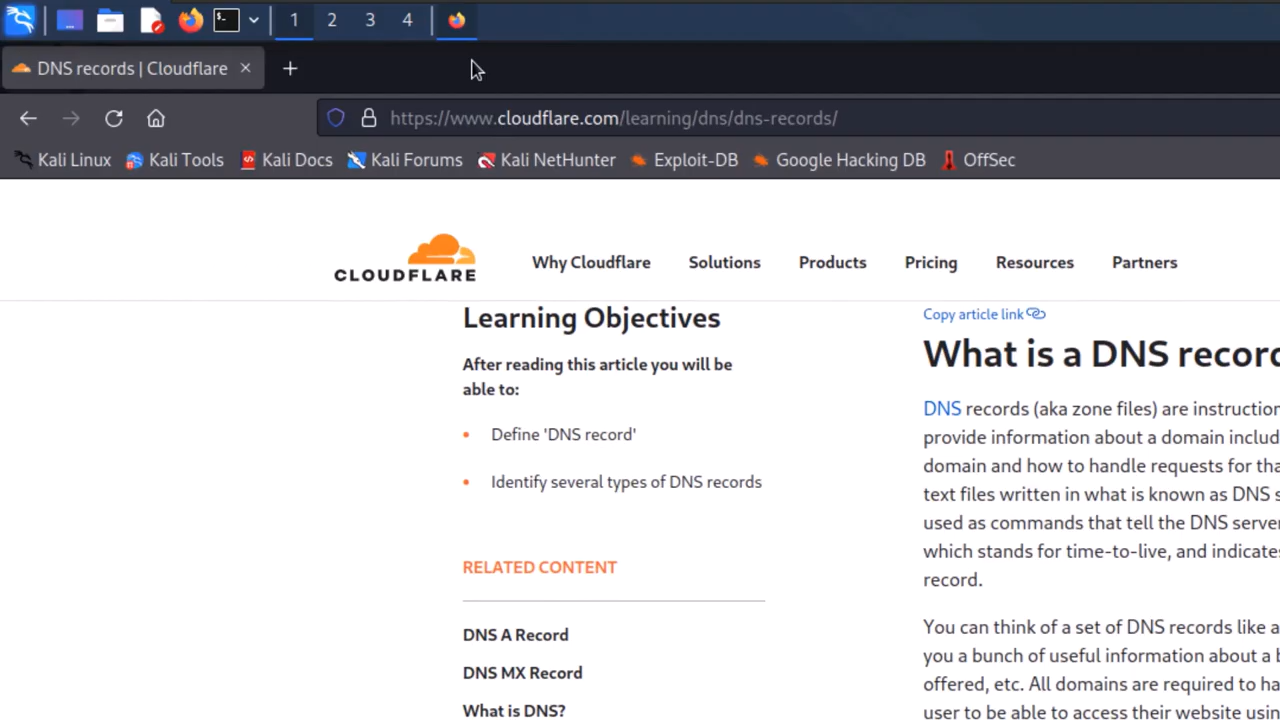 1 2 3 4
DNS records | Cloudflare
https://www.cloudflare.com/learning/dns/dns-records/
Kali Linux Kali Tools Kali Docs Kali Forums Kali NetHunter Exploit-DB Google Hacking DB OffSec
CLOUDFLARE Why Cloudflare Solutions Products Pricing Resources Partners
Learning Objectives
After reading this article you will be
able to:
• Define 'DNS record'
• Identify several types of DNS records
RELATED CONTENT
DNS A Record
DNS MX Record
What is DNS?
Copy article link
What is a DNS recor
DNS records (aka zone files) are instruction
provide information about a domain includ
domain and how to handle requests for tha
text files written in what is known as DNS s
used as commands that tell the DNS server
which stands for time-to-live, and indicate
record.
You can think of a set of DNS records like a
you a bunch of useful information about a b
offered, etc. All domains are required to ha
user to be able to access their website usin